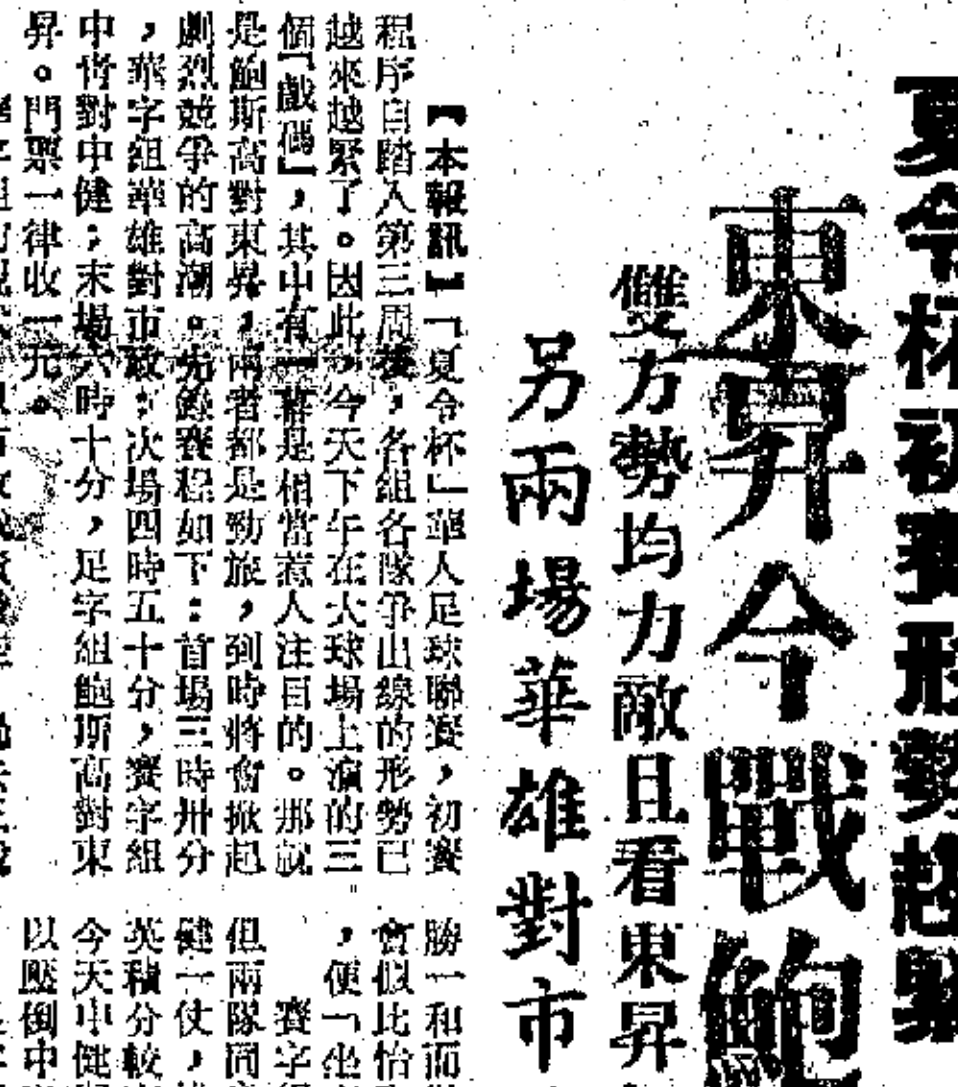 夏令杯初賽形勢趨緊
東昇今戰鮑
雙方勢均力敵且看東昇
另兩場華雄對市
【本報訊】「夏令杯」華人足球聯賽，初賽
程序自踏入第三周後，各組各隊爭出線的形勢已
越來越緊了。因此，今天下午在大球場上演的三
個「戲碼」，其中有一幕是相當惹人注目的。那就
是鮑斯高對東昇，兩者都是勁旅，到時將會掀起
劇烈競爭的高潮。先錄賽程如下：首場三時卅分
，華字組華雄對市政；次場四時五十分，賽字組
中青對中健；末場六時十分，足字組鮑斯高對東
昇。門票一律收一元。
勝一和而
會似比怡
，便「坐
賽字
但兩隊同
健一仗，
英積分較
今天中健
以壓倒中